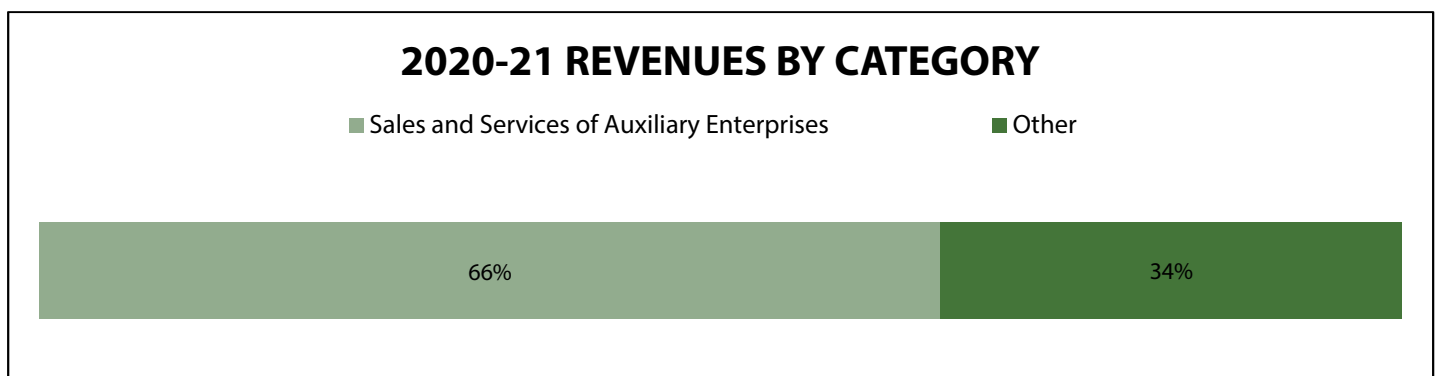 2020-21 REVENUES BY CATEGORY
Sales and Services of Auxiliary Enterprises Other
66% 34%